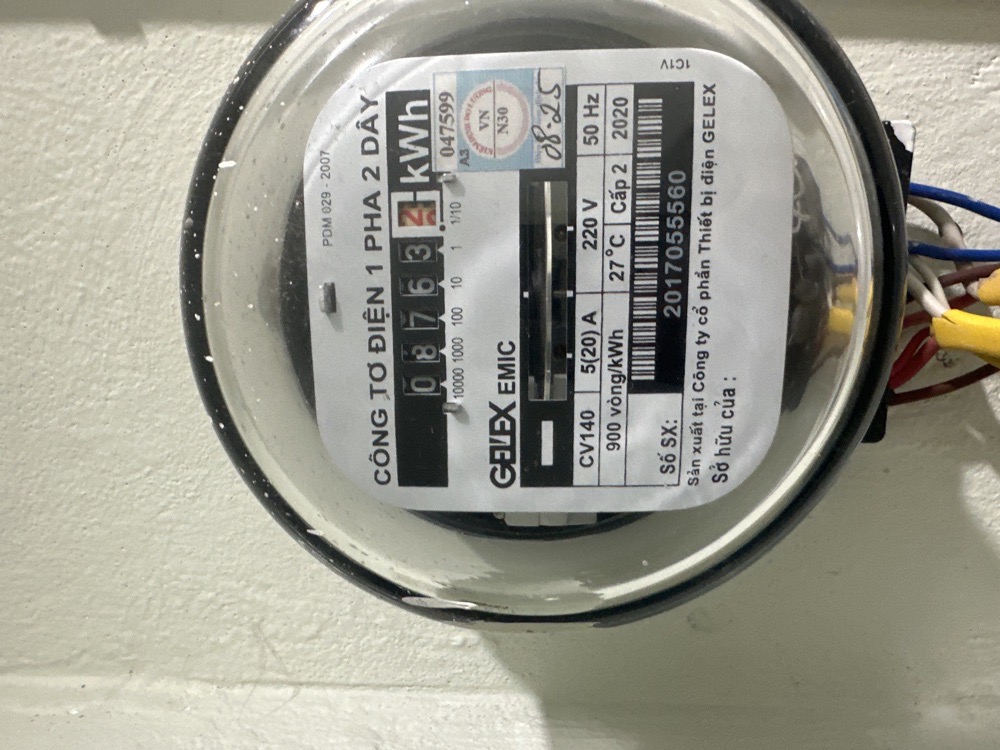 1C1V
PDM 029 - 2007
CÔNG TƠ ĐIỆN 1 PHA 2 DÂY
0 8 7 6 3 2 kWh
10000 1000 100 10 1 1/10
047599
A3
VN
N30
08-25
GELEX EMIC
CV140 5(20) A 220 V 50 Hz
900 vòng/kWh 27°C Cấp 2 2020
Số SX:
2017055560
Sản xuất tại Công ty cổ phần Thiết bị điện GELEX
Sở hữu của :